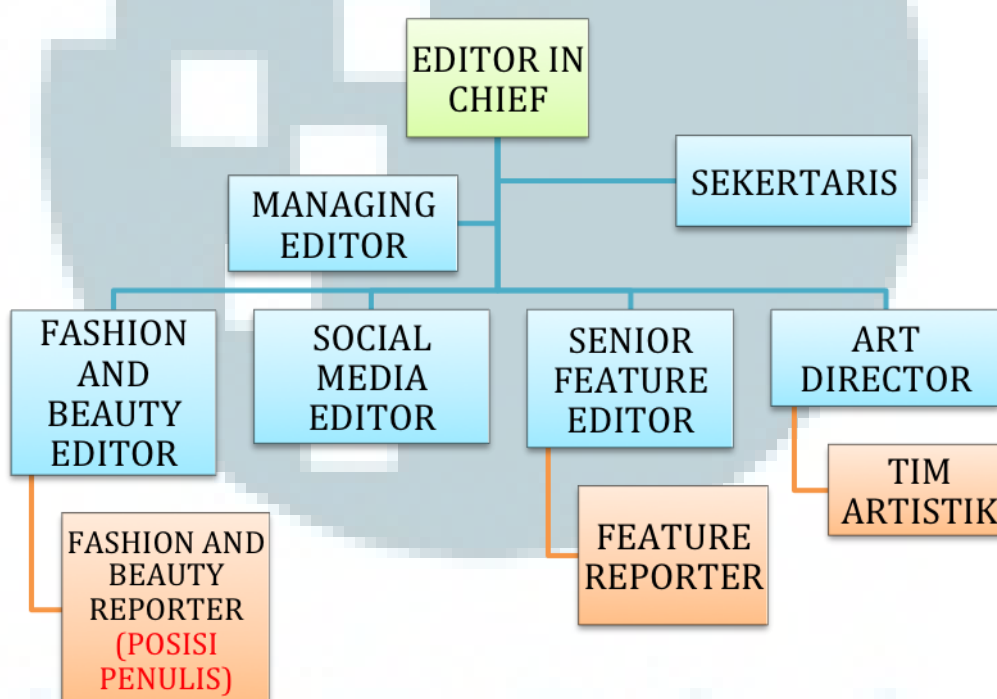 EDITOR IN
CHIEF
SEKERTARIS
MANAGING
EDITOR
FASHION
AND
BEAUTY
EDITOR
SOCIAL
MEDIA
EDITOR
SENIOR
FEATURE
EDITOR
ART
DIRECTOR
TIM
ARTISTIK
FEATURE
REPORTER
FASHION AND
BEAUTY
REPORTER
(POSISI
PENULIS)